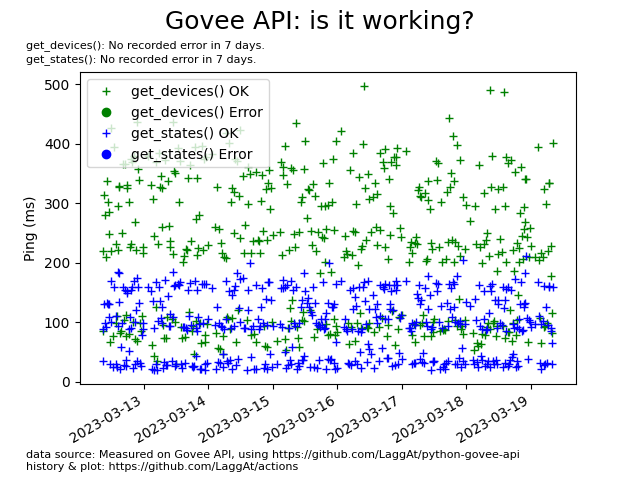 Govee API: is it working?
get_devices(): No recorded error in 7 days.
get_states(): No recorded error in 7 days.
get_devices() OK
get_devices() Error
get_states() OK
get_states() Error
Ping (ms)
500
400
300
200
100
0
2023-03-13
2023-03-14
2023-03-15
2023-03-16
2023-03-17
2023-03-18
2023-03-19
data source: Measured on Govee API, using https://github.com/LaggAt/python-govee-api
history & plot: https://github.com/LaggAt/actions